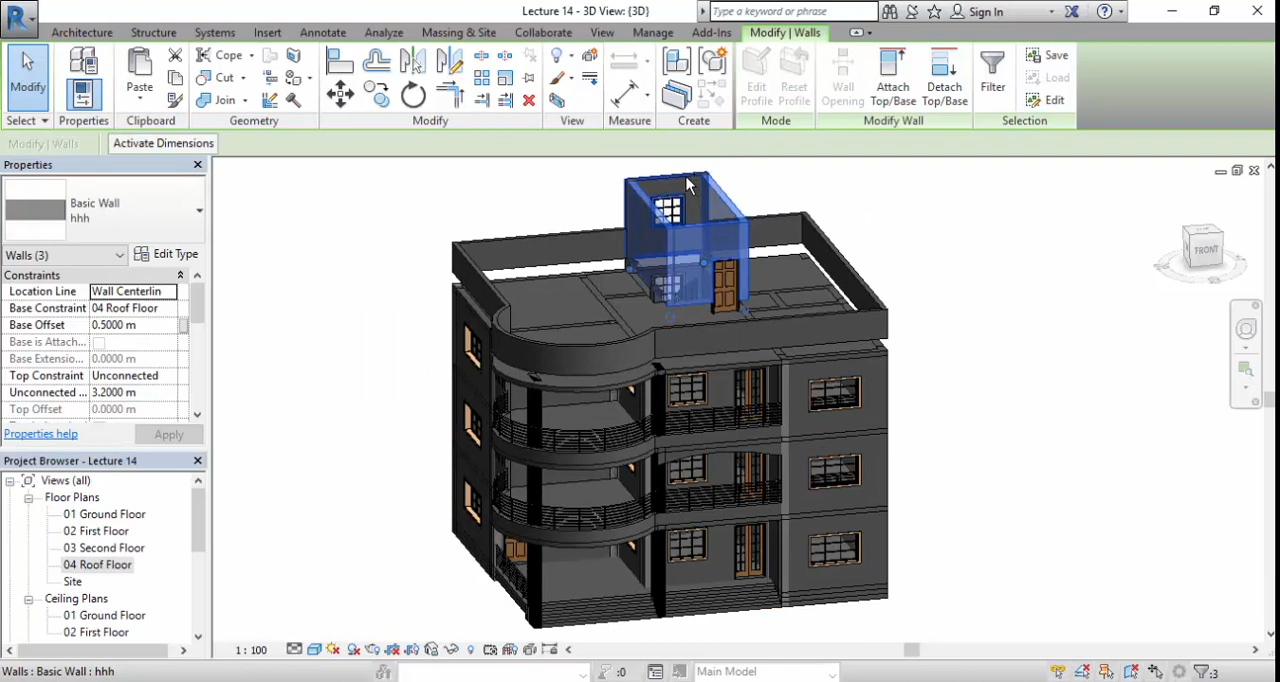 Lecture 14 - 3D View: {3D}
Type a keyword or phrase
Sign In
Architecture
Structure
Systems
Insert
Annotate
Analyze
Massing & Site
Collaborate
View
Manage
Add-Ins
Modify | Walls
Modify
Paste
Cope
Cut
Join
Edit Profile
Reset Profile
Wall Opening
Attach Top/Base
Detach Top/Base
Filter
Save
Load
Edit
Select
Properties
Clipboard
Geometry
Modify
View
Measure
Create
Mode
Modify Wall
Selection
Modify | Walls
Activate Dimensions
Properties
Basic Wall
hhh
Walls (3)
Edit Type
Constraints
Location Line
Wall Centerlin
Base Constraint
04 Roof Floor
Base Offset
0.5000 m
Base is Attach...
Base Extensio...
0.0000 m
Top Constraint
Unconnected
Unconnected ...
3.2000 m
Top Offset
0.0000 m
Properties help
Apply
Project Browser - Lecture 14
Views (all)
Floor Plans
01 Ground Floor
02 First Floor
03 Second Floor
04 Roof Floor
Site
Ceiling Plans
01 Ground Floor
02 First Floor
FRONT
1 : 100
Walls : Basic Wall : hhh
:0
Main Model
:3